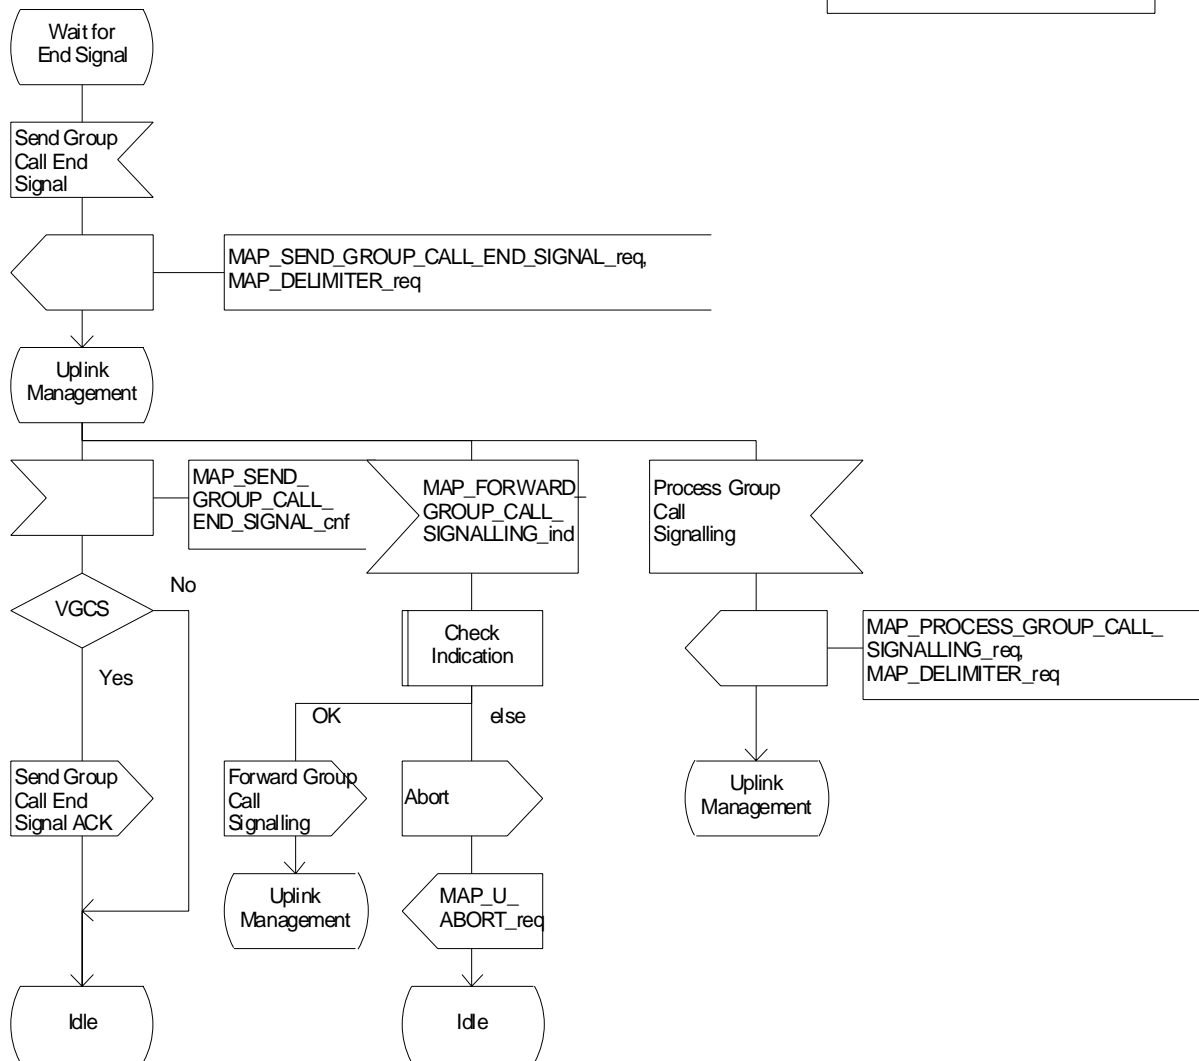 Wait for
End Signal
Send Group
Call End
Signal
MAP_SEND_GROUP_CALL_END_SIGNAL_req,
MAP_DELIMITER_req
Uplink
Management
MAP_SEND_
GROUP_CALL_
END_SIGNAL_cnf
MAP_FORWARD_
GROUP_CALL_
SIGNALLING_ind
Process Group
Call
Signalling
No
VGCS
Yes
Check
Indication
MAP_PROCESS_GROUP_CALL_
SIGNALLING_req,
MAP_DELIMITER_req
OK
else
Send Group
Call End
Signal ACK
Forward Group
Call
Signalling
Abort
Uplink
Management
Uplink
Management
MAP_U_
ABORT_req
Idle
Idle